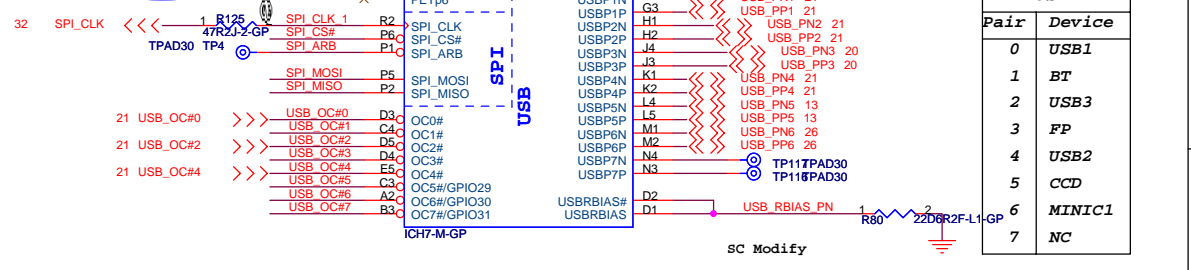 32 SPI_CLK
1 R125
47R2J-2-GP
TPAD30 TP4
SPI_CLK_1 R2 SPI_CLK
SPI_CS# P6 SPI_CS#
SPI_ARB P1 SPI_ARB
SPI_MOSI P5 SPI_MOSI
SPI_MISO P2 SPI_MISO
SPI
USB
21 USB_OC#0 USB_OC#0 D3 OC0#
USB_OC#1 C4 OC1#
21 USB_OC#2 USB_OC#2 D5 OC2#
USB_OC#3 D4 OC3#
21 USB_OC#4 USB_OC#4 E5 OC4#
USB_OC#5 C3 OC5#/GPIO29
USB_OC#6 A2 OC6#/GPIO30
USB_OC#7 B3 OC7#/GPIO31
ICH7-M-GP
USBP1P G3 USB_PP1 21
USBP2N H1 USB_PN2 21
USBP2P H2 USB_PP2 21
USBP3N J4 USB_PN3 20
USBP3P J3 USB_PP3 20
USBP4N K1 USB_PN4 21
USBP4P K2 USB_PP4 21
USBP5N L4 USB_PN5 13
USBP5P L5 USB_PP5 13
USBP6N M1 USB_PN6 26
USBP6P M2 USB_PP6 26
USBP7N N4 TP117 TPAD30
USBP7P N3 TP116 TPAD30
USBRBIAS# D2
USBRBIAS D1 USB_RBIAS_PN 1 R80 2 22D6R2F-L1-GP
SC Modify
Pair Device
0 USB1
1 BT
2 USB3
3 FP
4 USB2
5 CCD
6 MINIC1
7 NC